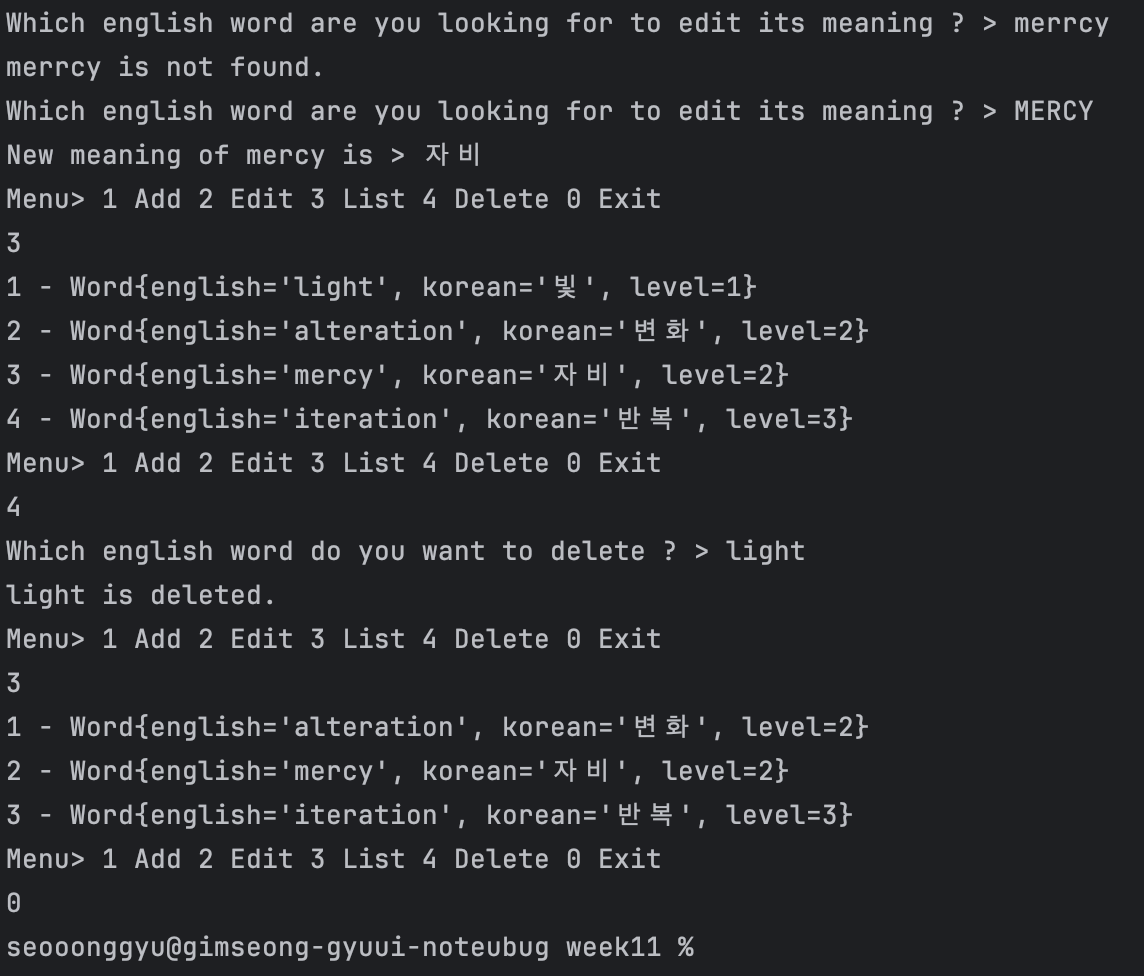 Which english word are you looking for to edit its meaning ? > merrcy
merrcy is not found.
Which english word are you looking for to edit its meaning ? > MERCY
New meaning of mercy is > 자비
Menu> 1 Add 2 Edit 3 List 4 Delete 0 Exit
3
1 - Word{english='light', korean='빛', level=1}
2 - Word{english='alteration', korean='변화', level=2}
3 - Word{english='mercy', korean='자비', level=2}
4 - Word{english='iteration', korean='반복', level=3}
Menu> 1 Add 2 Edit 3 List 4 Delete 0 Exit
4
Which english word do you want to delete ? > light
light is deleted.
Menu> 1 Add 2 Edit 3 List 4 Delete 0 Exit
3
1 - Word{english='alteration', korean='변화', level=2}
2 - Word{english='mercy', korean='자비', level=2}
3 - Word{english='iteration', korean='반복', level=3}
Menu> 1 Add 2 Edit 3 List 4 Delete 0 Exit
0
seooonggyu@gimseong-gyuui-noteubug week11 %